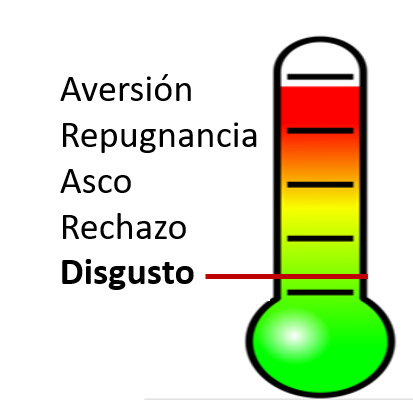 Aversión
Repugnancia
Asco
Rechazo
Disgusto